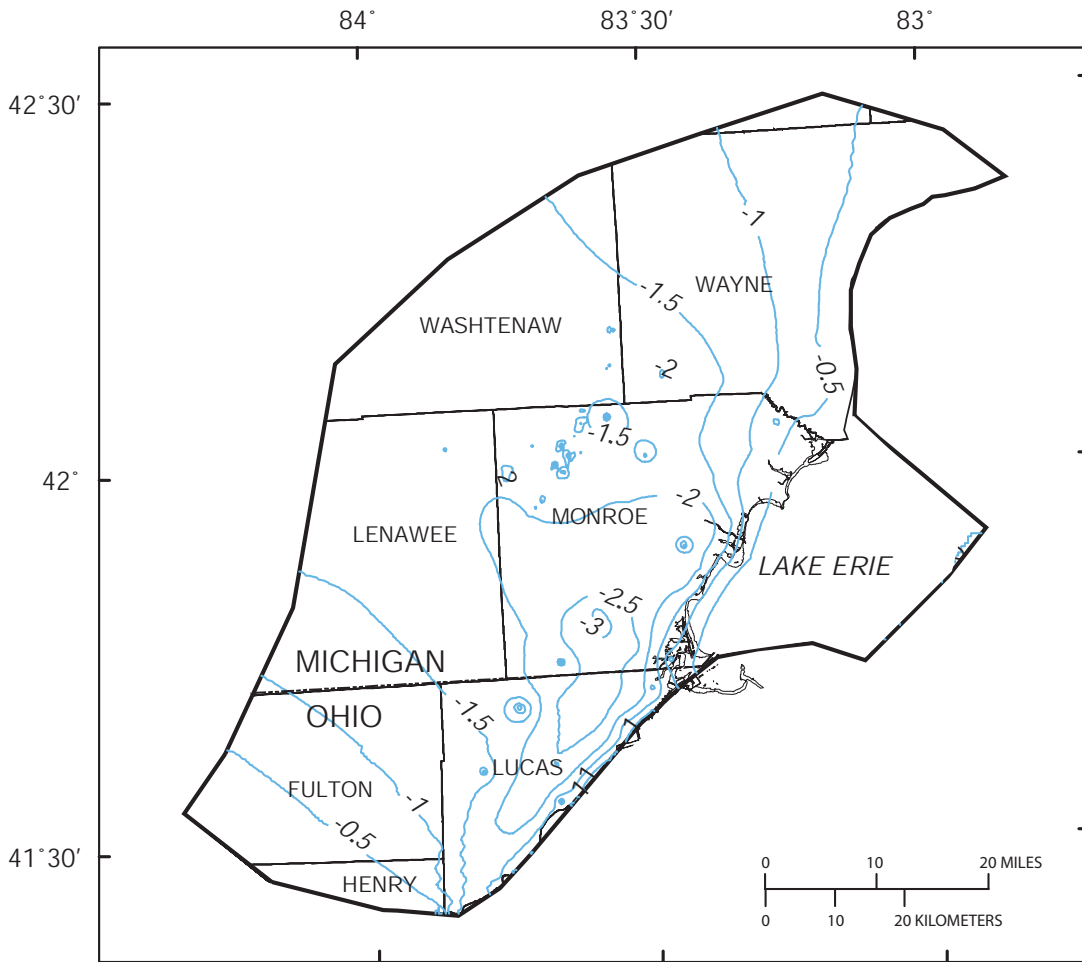 84˚ 83˚30′ 83˚
42˚30′
-1
-1.5 WAYNE
WASHTENAW
-0.5
-2
-1.5
42˚
2
-2
MONROE
LENAWEE
LAKE ERIE
-2.5
-3
MICHIGAN
-1.5
OHIO
1
LUCAS
11
FULTON
-1
-0.5
41˚30′
0 10 20 MILES
HENRY
0 10 20 KILOMETERS